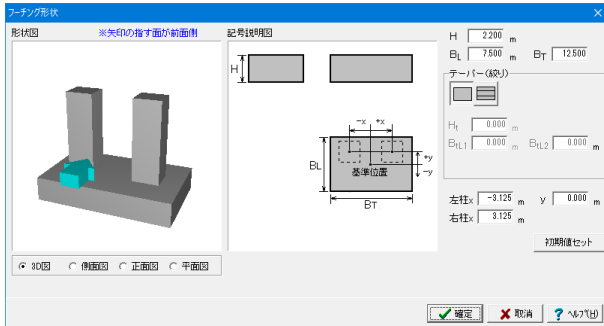 フーチング形状
形状図 ※矢印の指す面が前面側
記号説明図
H
-x +x
BL
+y
-y
基準位置
BT
H 2.200 m
BL 7.500 m BT 12.500
テーパー(絞り)
Ht 0.000 m
BtL1 0.000 m BtL2 0.000 m
左柱x -3.125 m y 0.000 m
右柱x 3.125 m
初期値セット
3D図 側面図 正面図 平面図
確定 取消 ヘルプ(H)